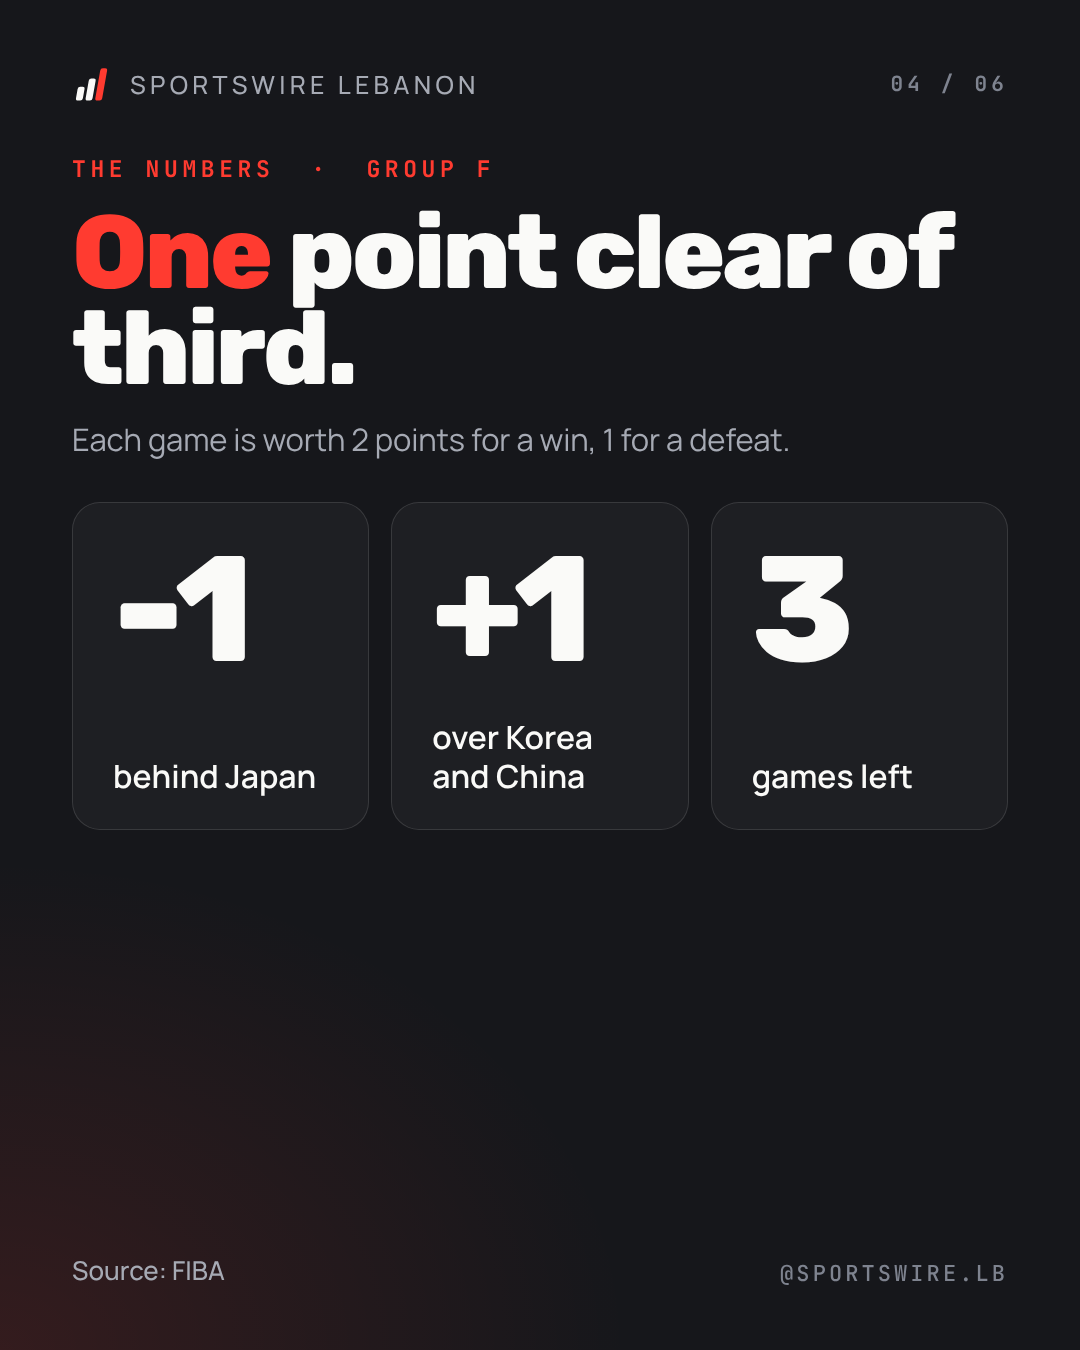 SPORTSWIRE LEBANON
04 / 06
THE NUMBERS · GROUP F
One point clear of
third.
Each game is worth 2 points for a win, 1 for a defeat.
-1
behind Japan
+1
over Korea
and China
3
games left
Source: FIBA
@SPORTSWIRE.LB